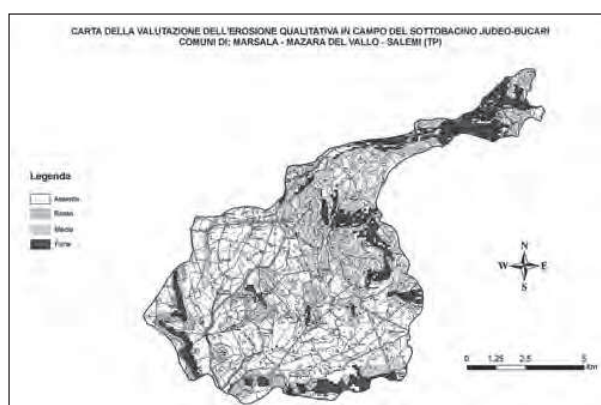 CARTA DELLA VALUTAZIONE DELL'EROSIONE QUALITATIVA IN CAMPO DEL SOTTOBACINO JUDEO-BUCARI
COMUNI DI: MARSALA - MAZARA DEL VALLO - SALEMI (TP)
Legenda
Assente
Bassa
Media
Forte
N
W E
S
0 1.25 2.5 5
Km